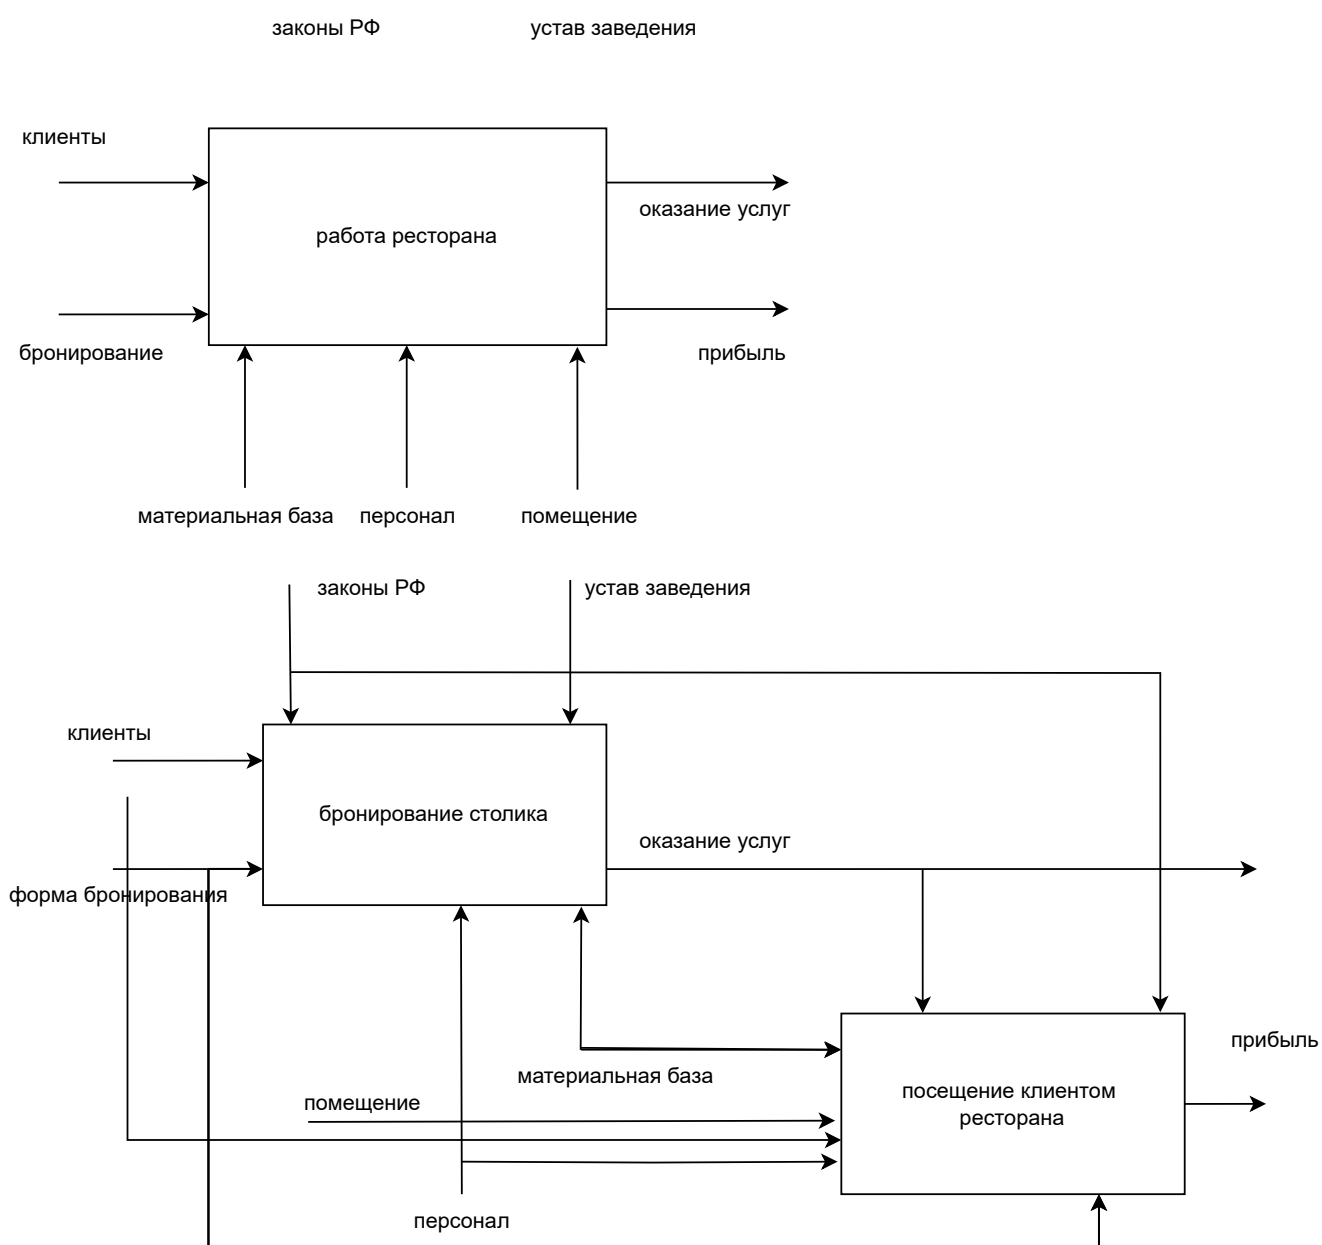 законы РФ
устав заведения
клиенты
оказание услуг
работа ресторана
бронирование
прибыль
материальная база
персонал
помещение
законы РФ
устав заведения
клиенты
бронирование столика
оказание услуг
форма бронирования
прибыль
материальная база
посещение клиентом
ресторана
помещение
персонал